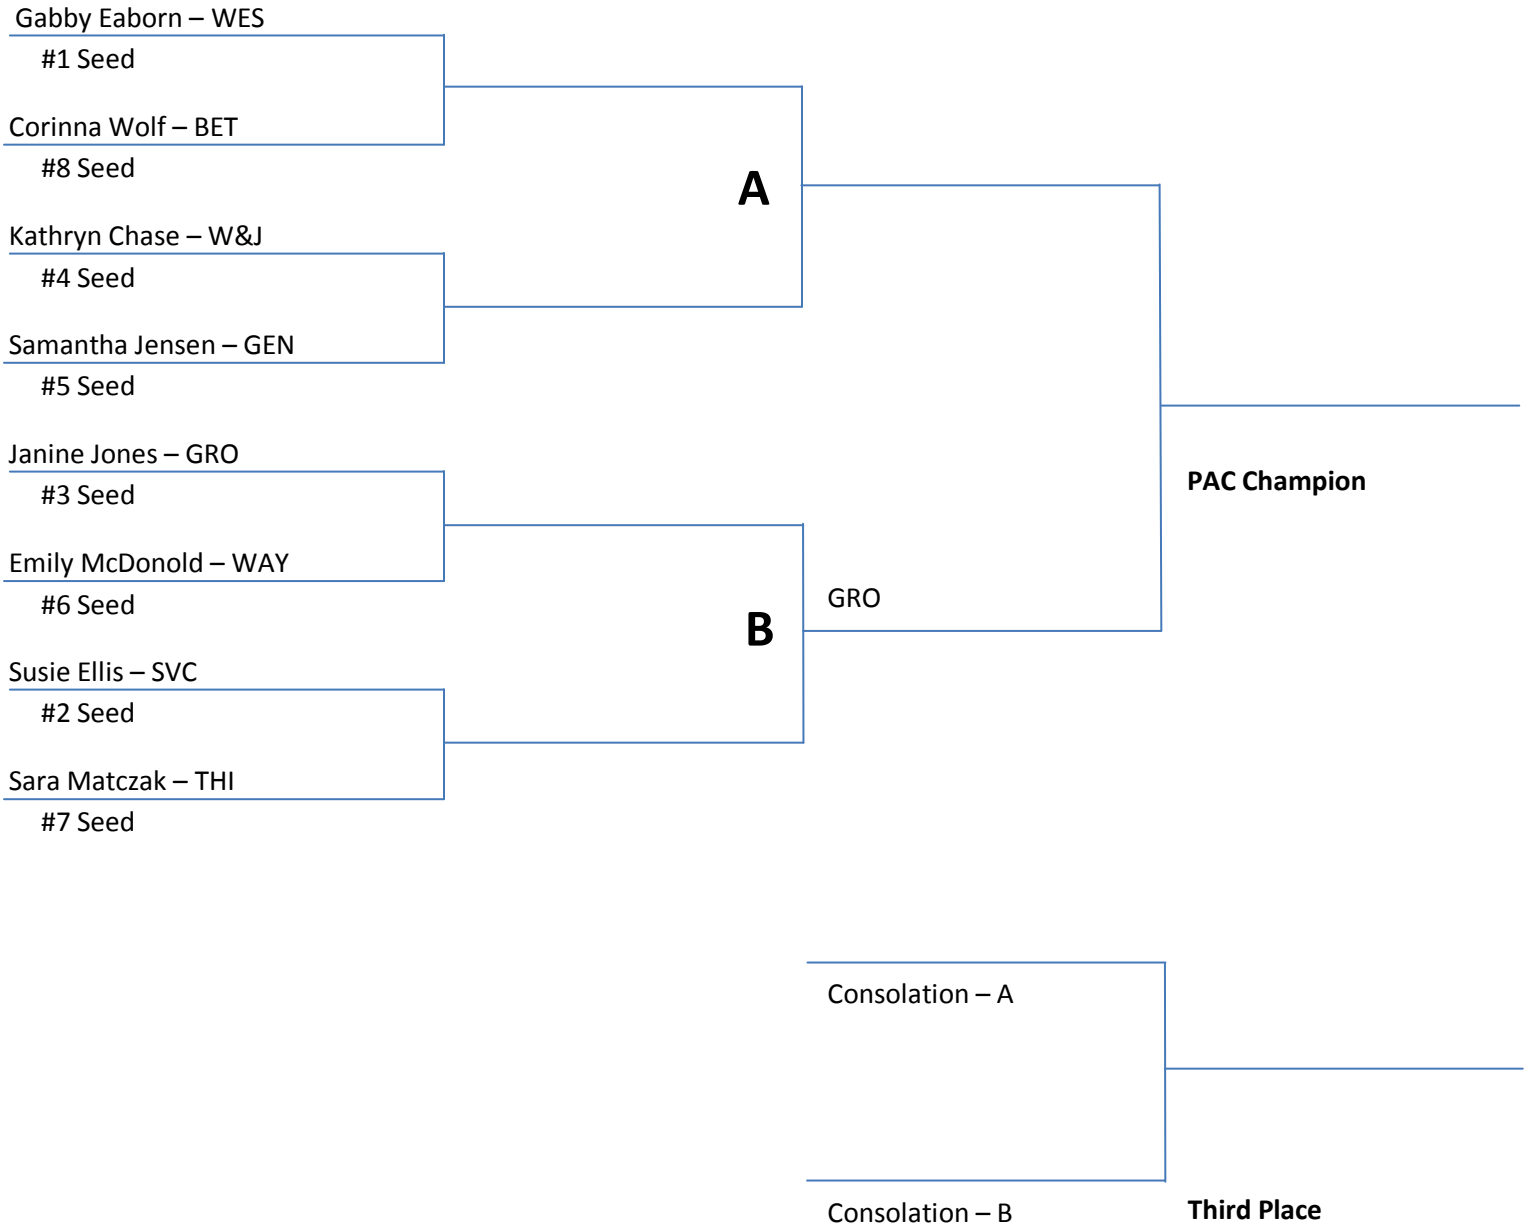 Gabby Eaborn – WES
#1 Seed
Corinna Wolf – BET
#8 Seed
A
Kathryn Chase – W&J
#4 Seed
Samantha Jensen – GEN
#5 Seed
Janine Jones – GRO
#3 Seed
PAC Champion
Emily McDonold – WAY
#6 Seed
GRO
B
Susie Ellis – SVC
#2 Seed
Sara Matczak – THI
#7 Seed
Consolation – A
Consolation – B
Third Place